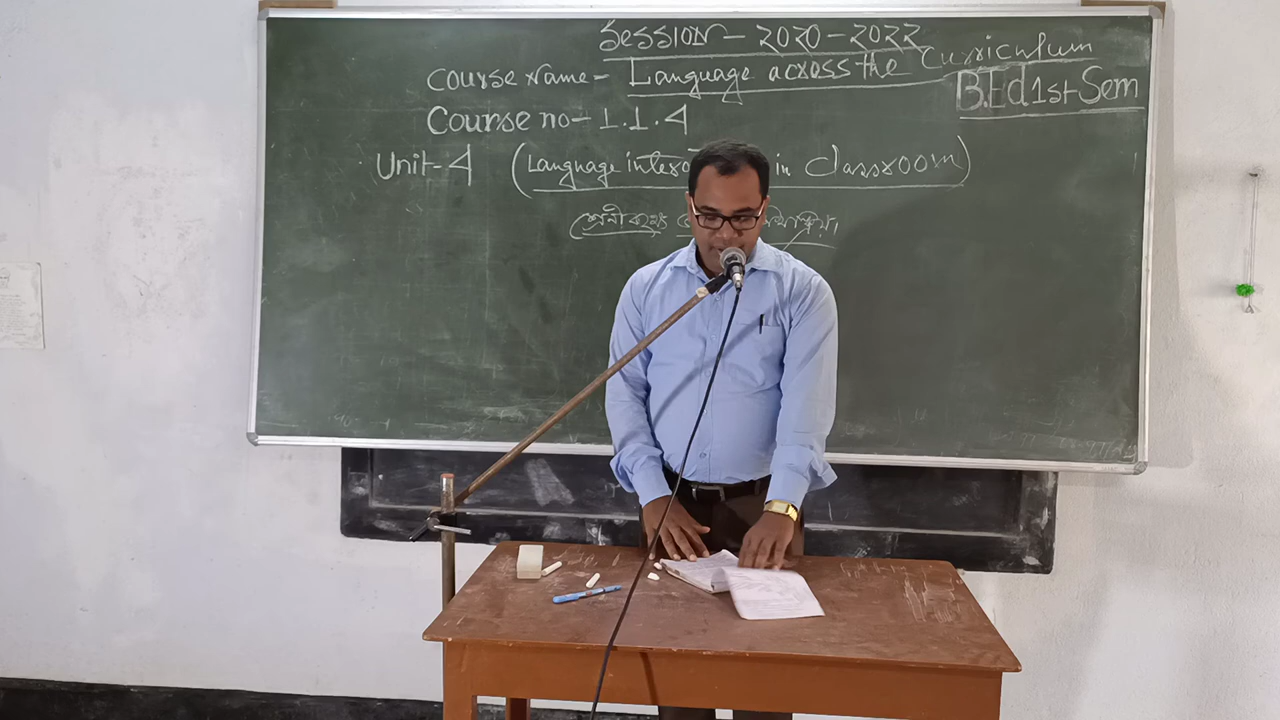 Session - 2020-2022
Course Name - Language across the Curriculum
B.Ed 1st Sem
Course no - 1.1.4
Unit-4 (Language in classroom)
(শ্রেনীকক্ষে